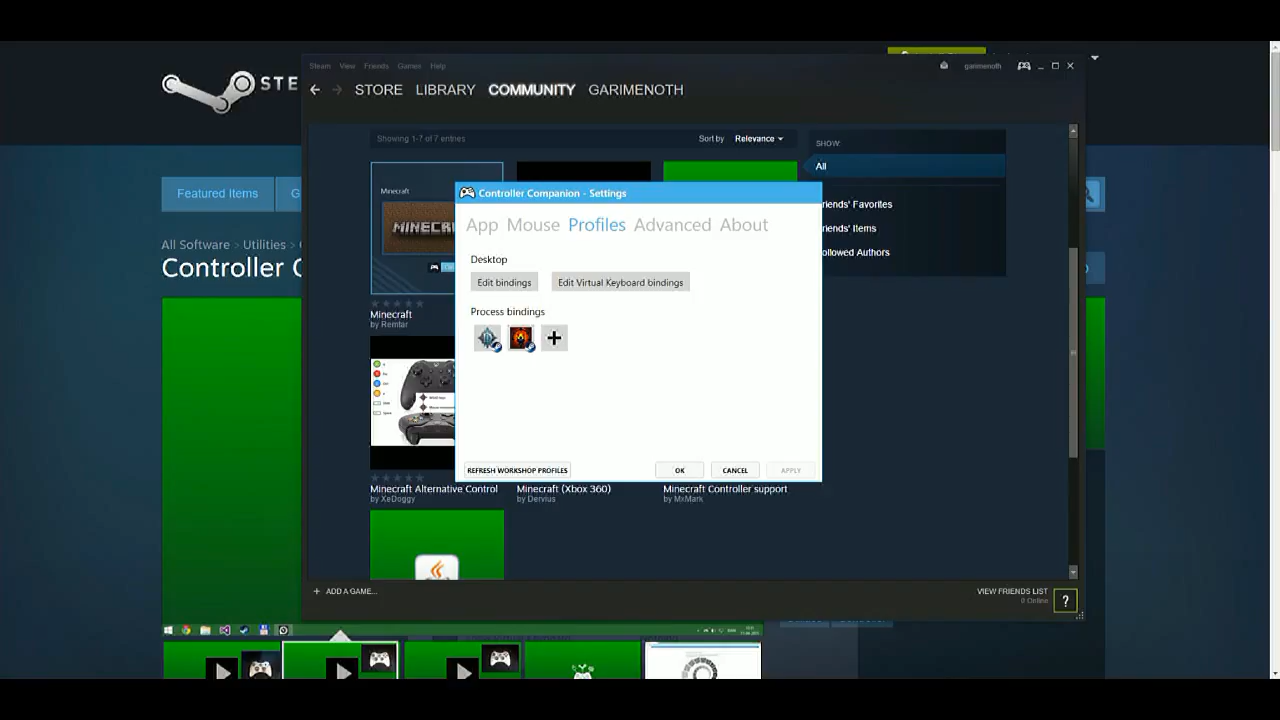 STE
Steam View Friends Games Help
garimenoth
STORE LIBRARY COMMUNITY GARIMENOTH
Showing 1-7 of 7 entries
Sort by Relevance
SHOW:
All
Featured Items
G
riends' Favorites
riends' Items
ollowed Authors
All Software > Utilities >
Controller C
Minecraft
MINECR
Controller Companion - Settings
App Mouse Profiles Advanced About
Desktop
Edit bindings
Edit Virtual Keyboard bindings
Process bindings
REFRESH WORKSHOP PROFILES
OK
CANCEL
APPLY
Minecraft
by Remtar
Minecraft Alternative Control
by XeDoggy
Minecraft (Xbox 360)
by Dervius
Minecraft Controller support
by MxMark
+ ADD A GAME...
VIEW FRIENDS LIST
0 Online
?